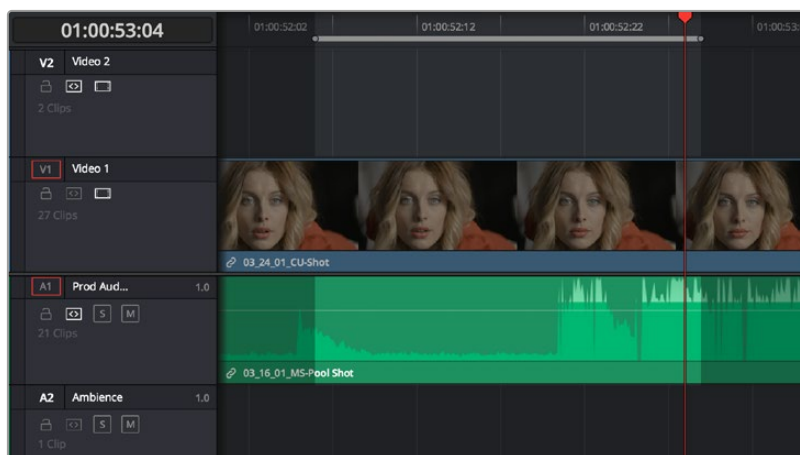 01:00:53:04
01:00:52:02
01:00:52:12
01:00:52:22
01:00:53:
V2 Video 2
2 Clips
V1 Video 1
27 Clips
03_24_01_CU-Shot
A1 Prod Aud... 1.0
S M
21 Clips
03_16_01_MS-Pool Shot
A2 Ambience 1.0
S M
1 Clip